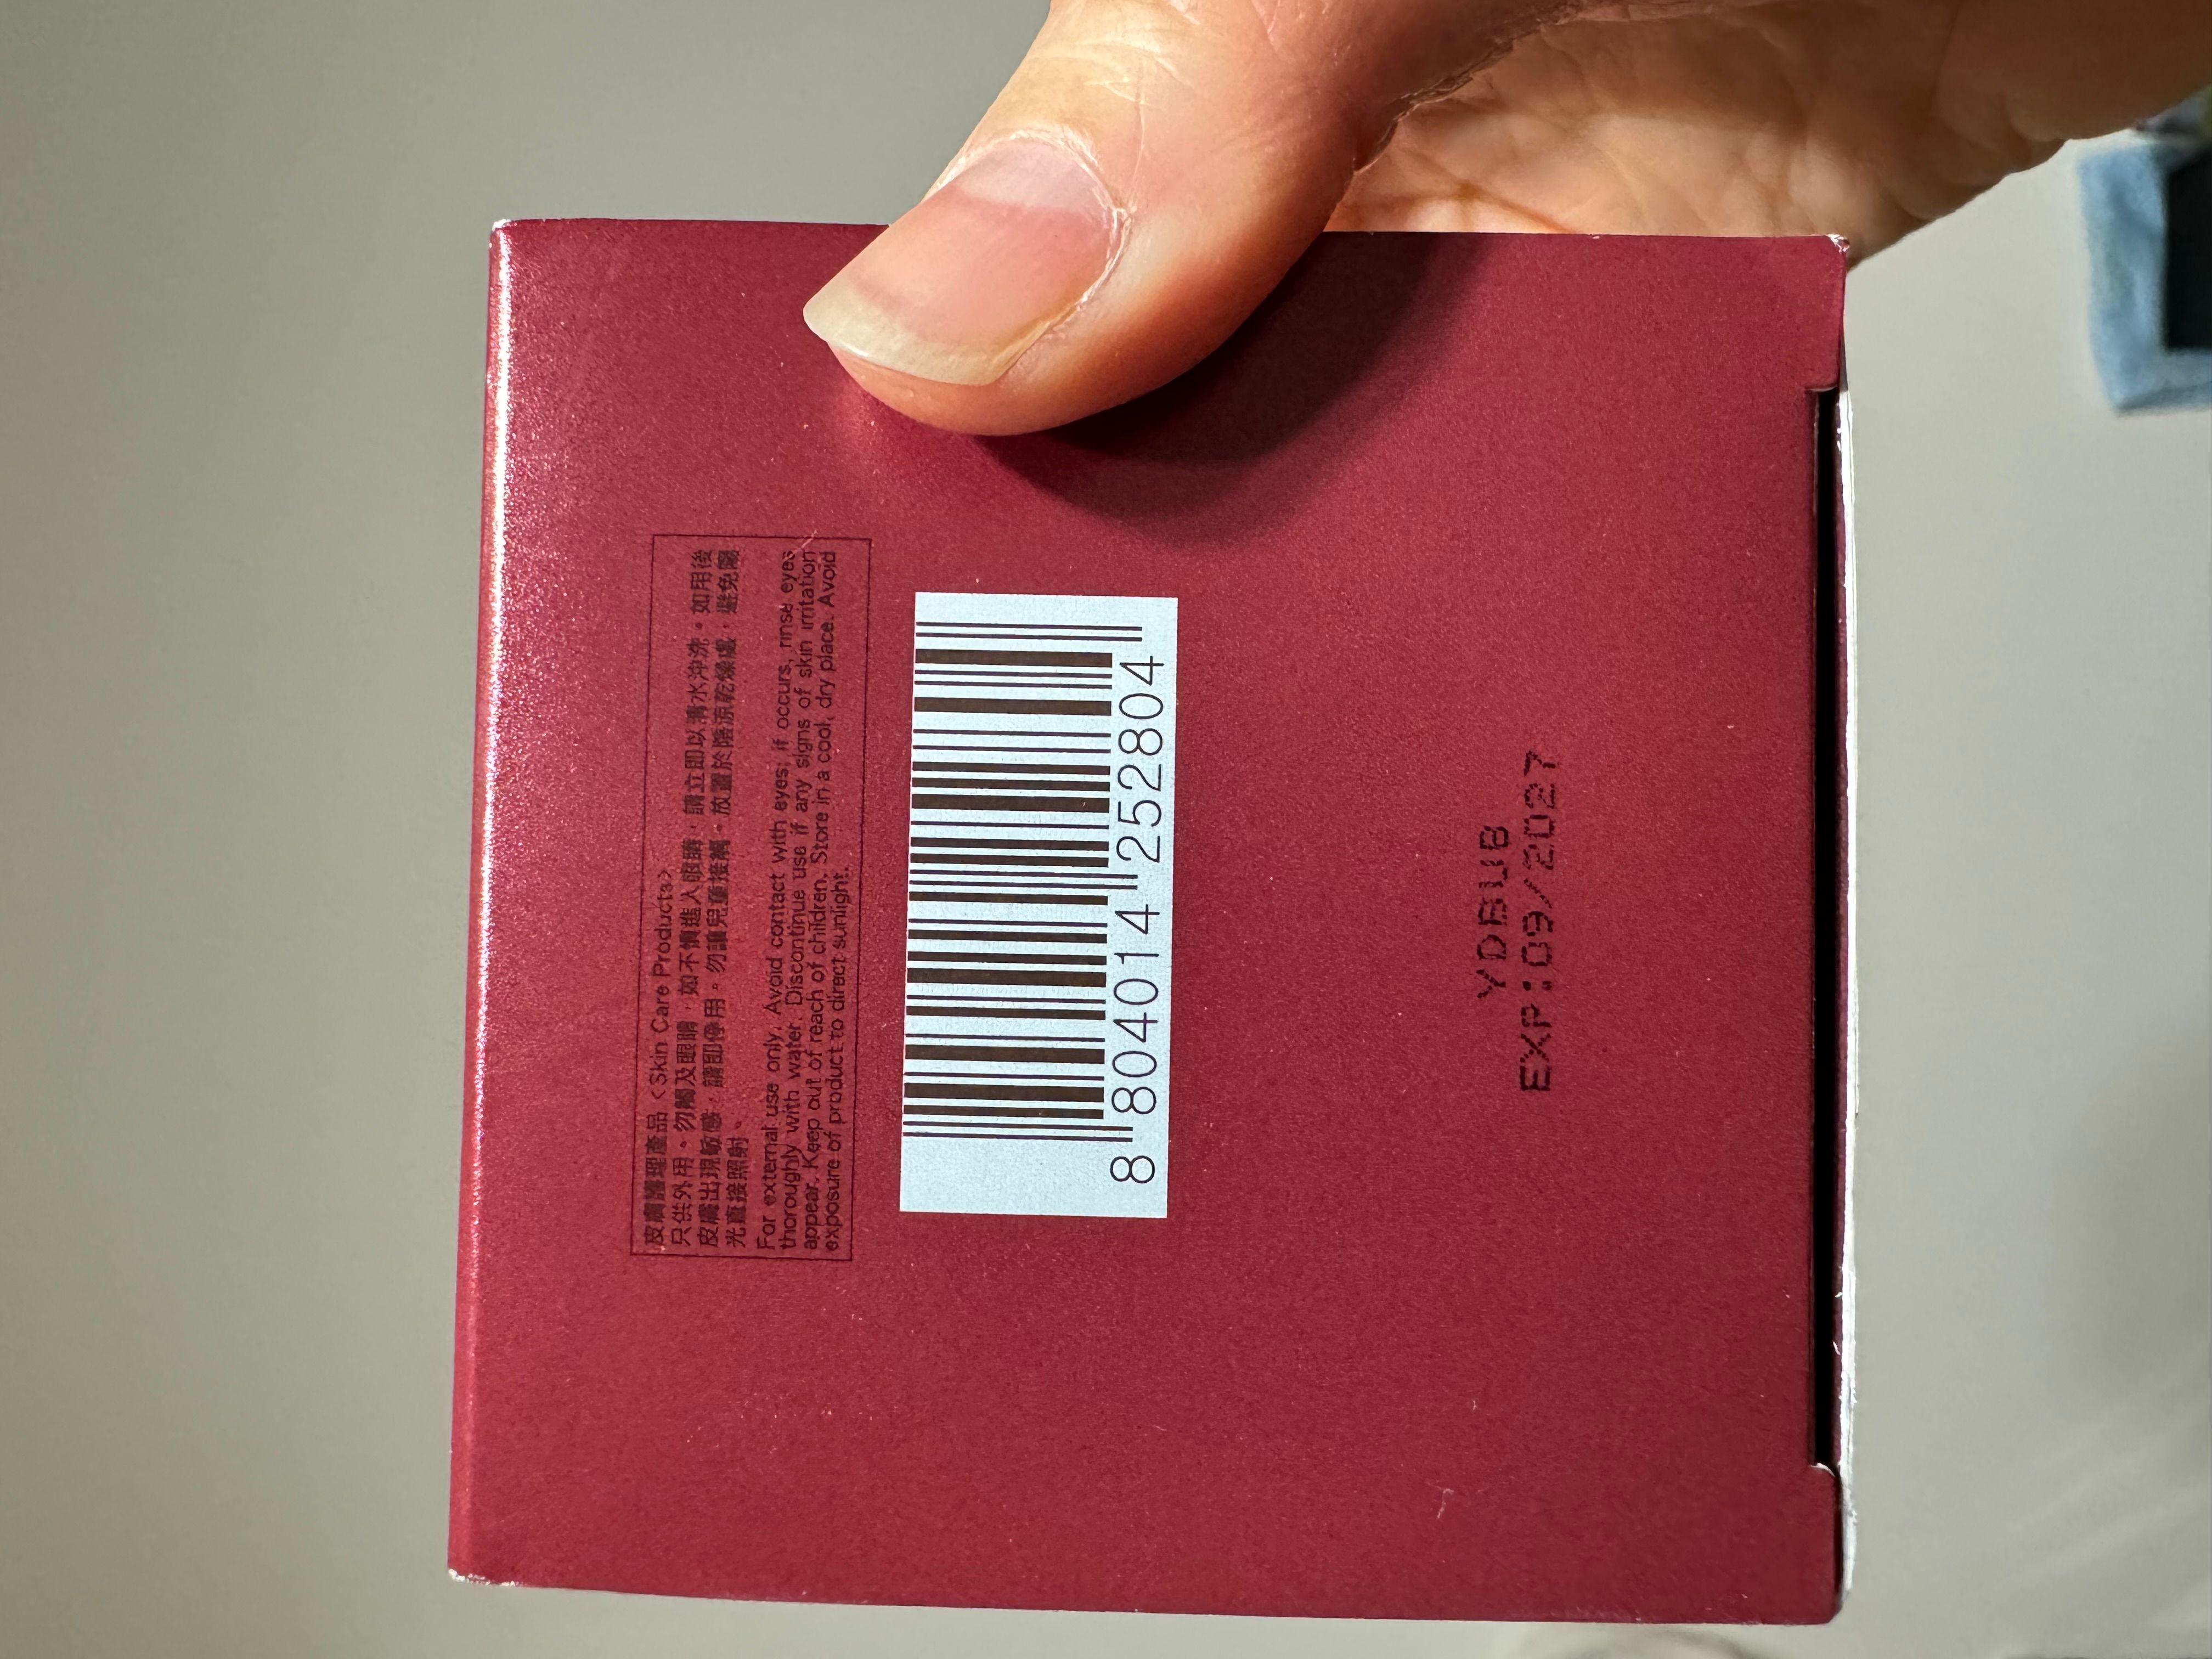 皮膚護理產品 <Skin Care Products>
只供外用。勿觸及眼睛，如不慎進入眼睛，請立即以清水沖洗。如用後
皮膚出現敏感，請即停用。勿讓兒童接觸。放置於陰涼乾燥處，避免陽
光直接照射。
For external use only. Avoid contact with eyes; if occurs, rinse eyes
thoroughly with water. Discontinue use if any signs of skin irritation
appear. Keep out of reach of children. Store in a cool, dry place. Avoid
exposure of product to direct sunlight.
8 804014 252804
EXP:09/2027